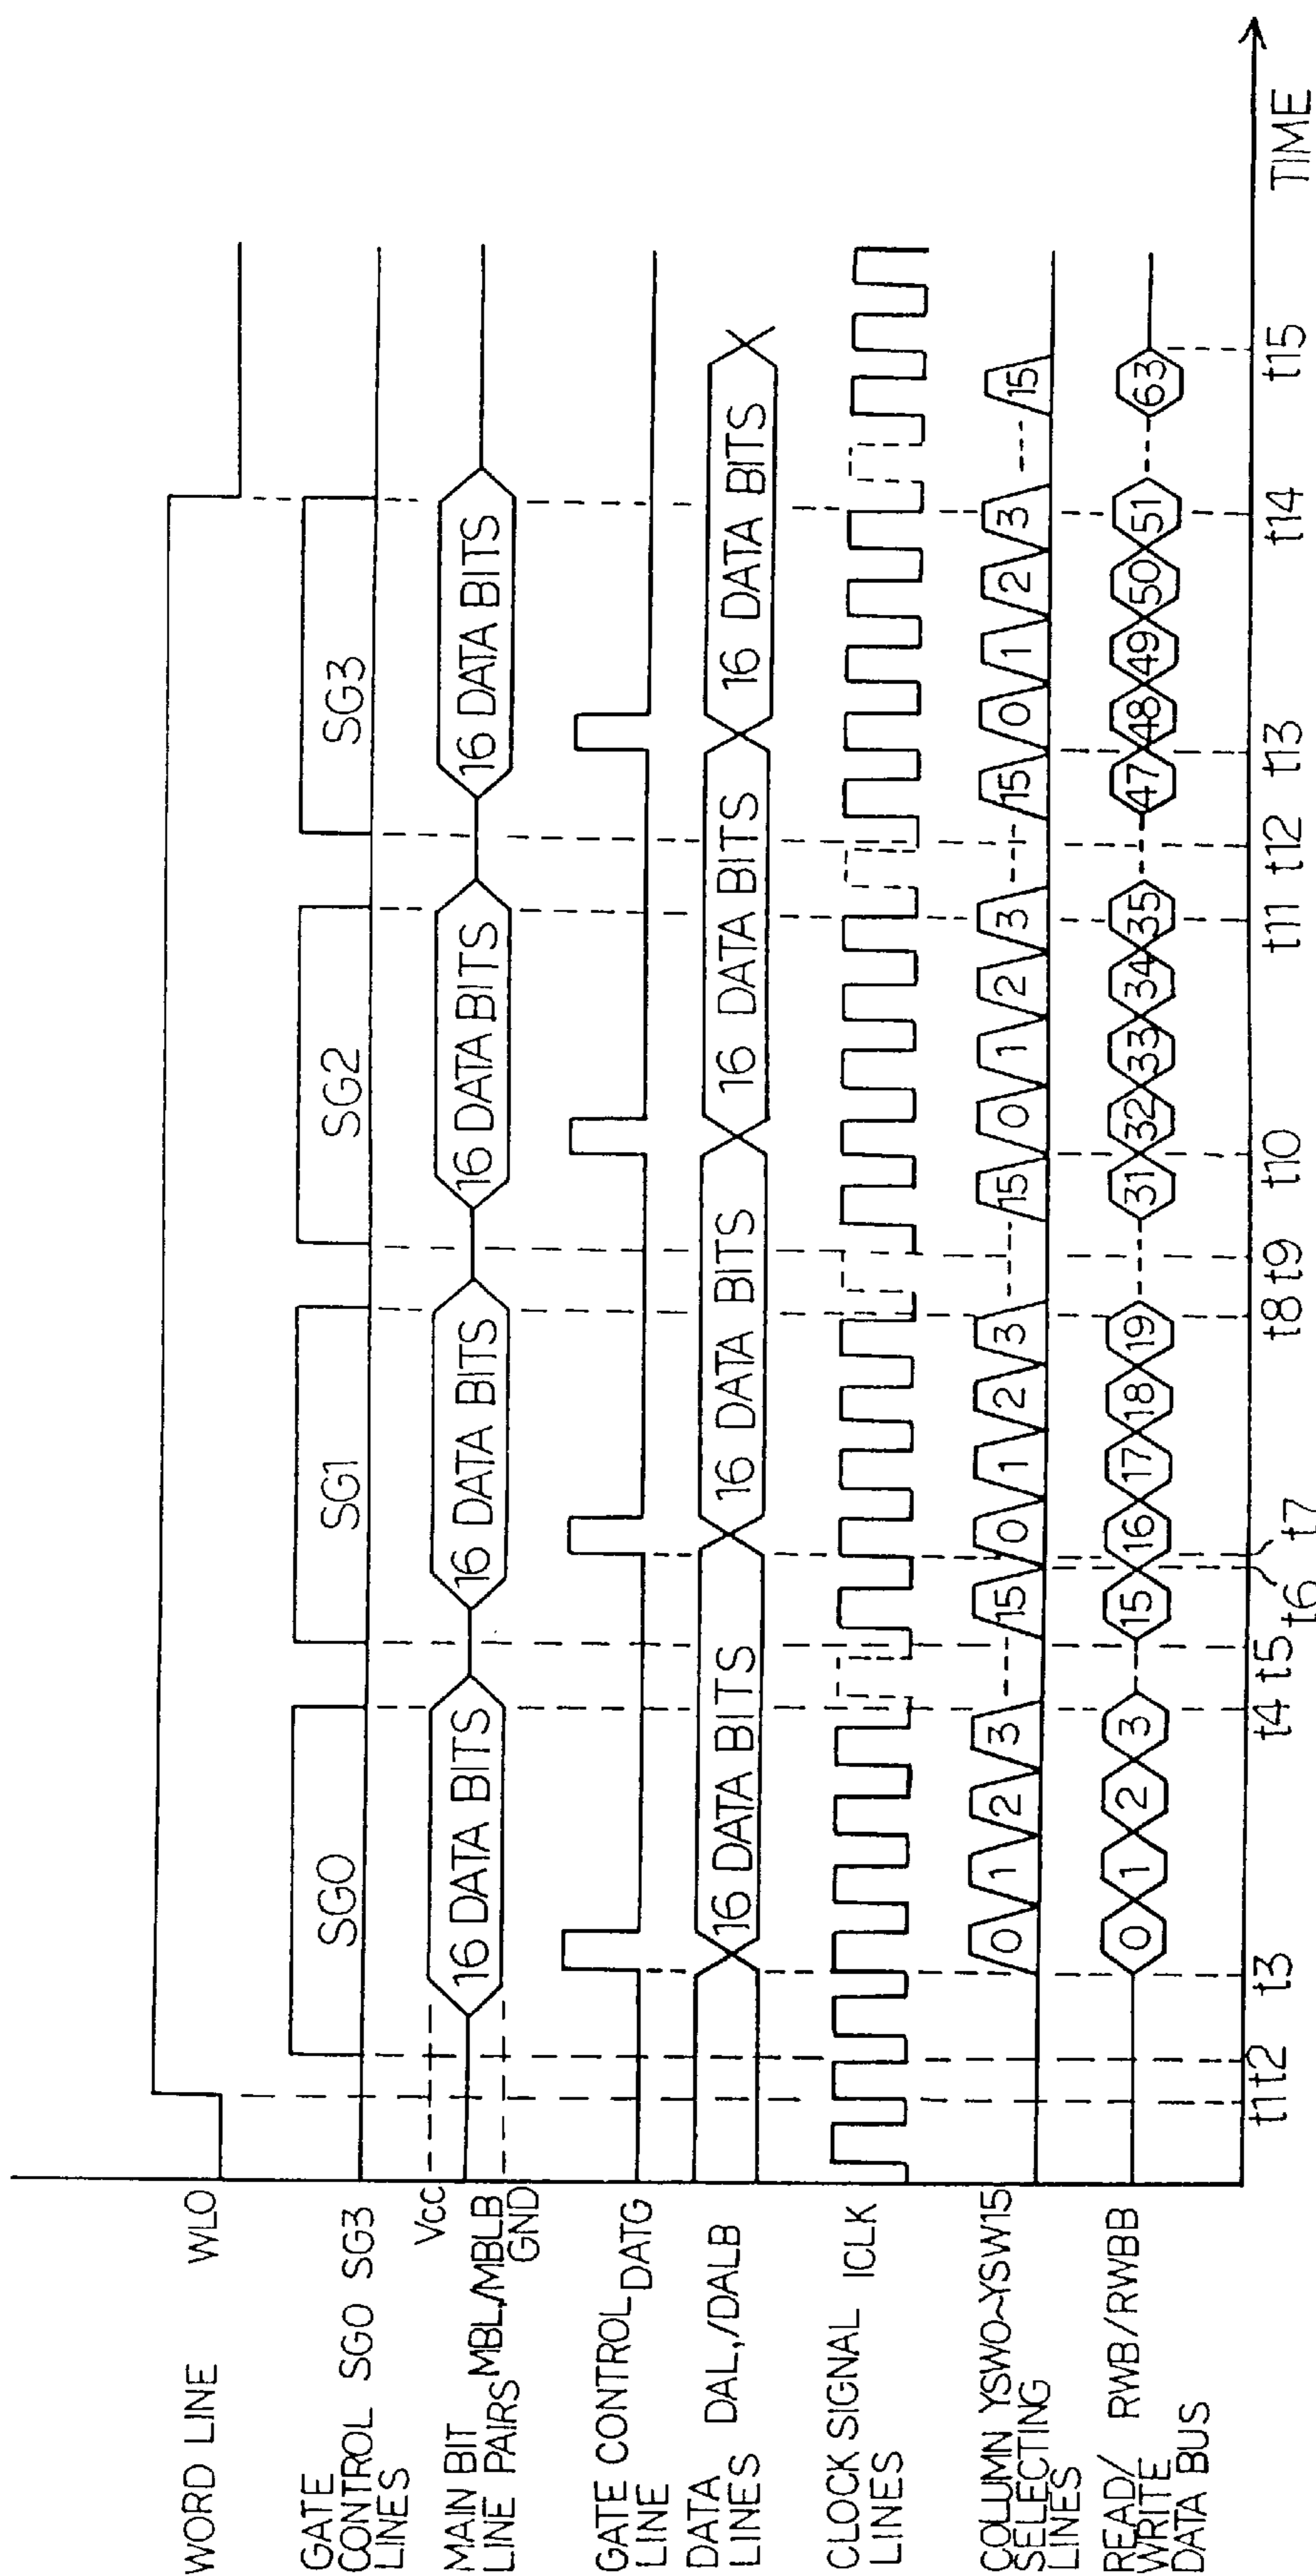 WORD LINE WL0
GATE
CONTROL SG0 SG3
LINES
Vcc
MAIN BIT
LINE PAIRS MBL/MBLB
GND
GATE CONTROL DATG
LINE
DATA
LINES DAL,/DALB
CLOCK SIGNAL ICLK
LINES
COLUMN YSW0~YSW15
SELECTING
LINES
READ/ RWB/RWBB
WRITE
DATA BUS
SG0 SG1 SG2 SG3
16 DATA BITS 16 DATA BITS 16 DATA BITS 16 DATA BITS
16 DATA BITS 16 DATA BITS 16 DATA BITS 16 DATA BITS
0 1 2 3 15 0 1 2 3 15 0 1 2 3 15 0 1 2 3 15
0 1 2 3 15 16 17 18 19 31 32 33 34 35 47 48 49 50 51 63
t1 t2 t3 t4 t5 t6 t7 t8 t9 t10 t11 t12 t13 t14 t15
TIME